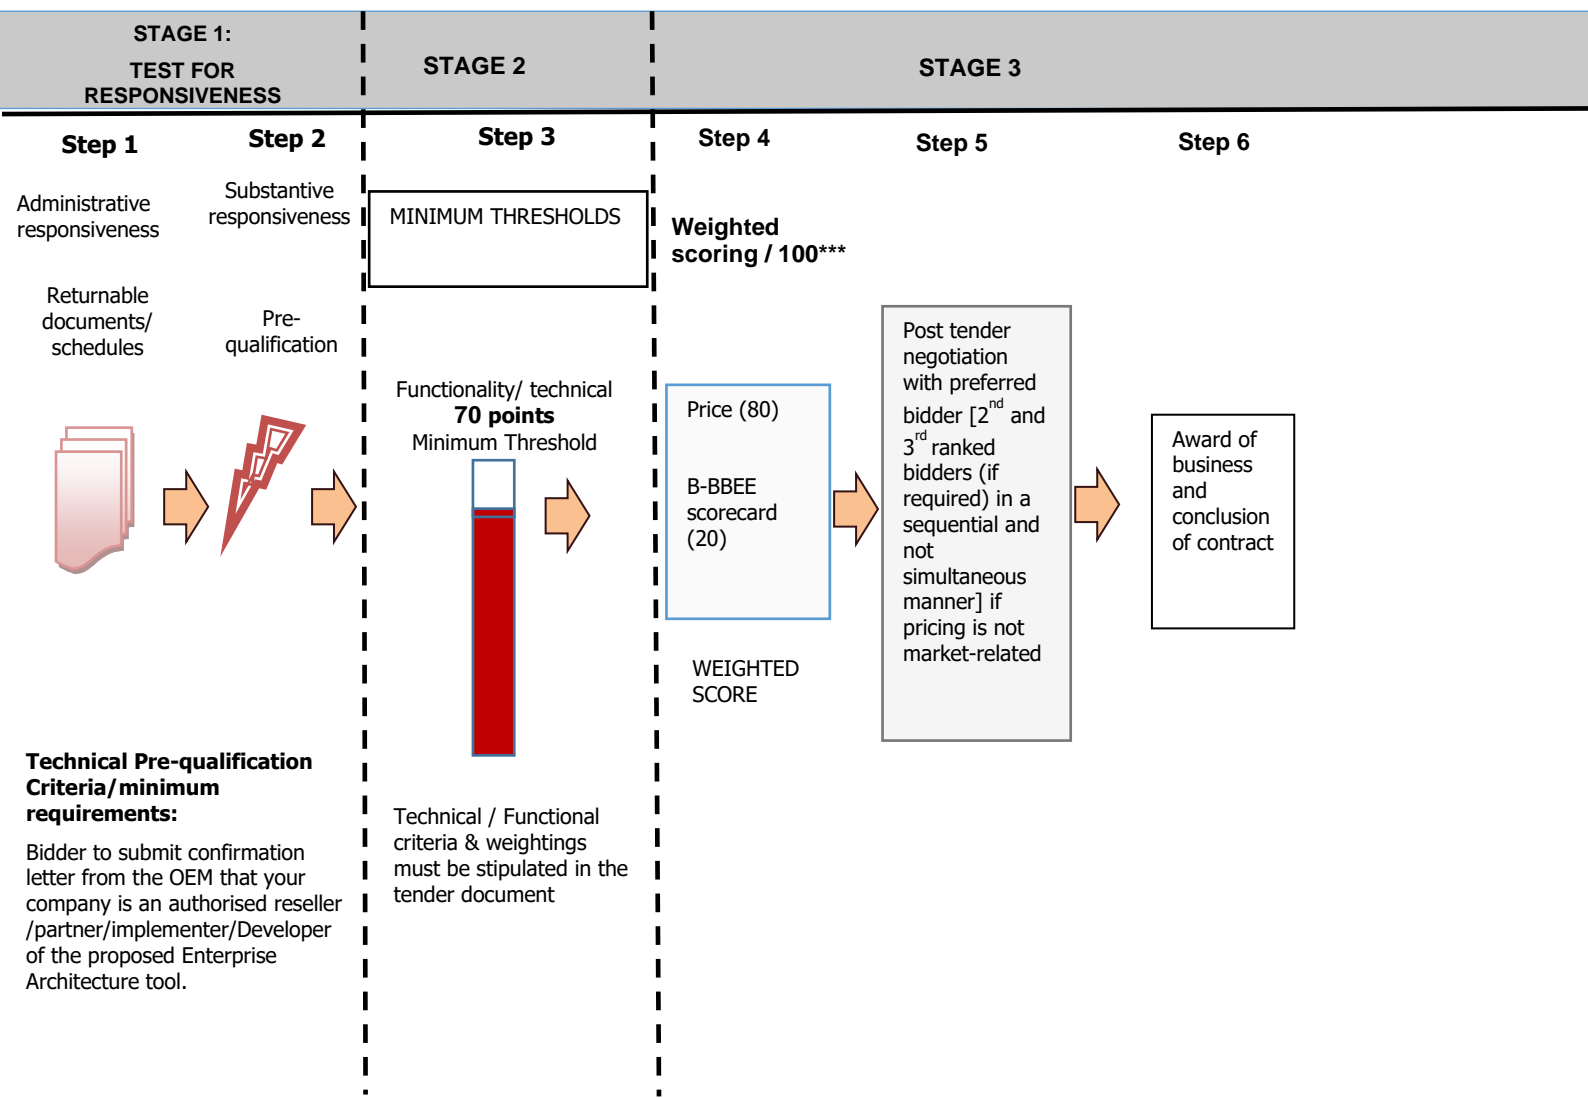 STAGE 1:
TEST FOR
RESPONSIVENESS
STAGE 2
STAGE 3
Step 1
Step 2
Step 3
Step 4
Step 5
Step 6
Administrative
responsiveness
Returnable
documents/
schedules
Substantive
responsiveness
Pre-
qualification
MINIMUM THRESHOLDS
Functionality/ technical
70 points
Minimum Threshold
Weighted
scoring / 100***
Price (80)
B-BBEE
scorecard
(20)
WEIGHTED
SCORE
Post tender
negotiation
with preferred
bidder [2nd and
3rd ranked
bidders (if
required) in a
sequential and
not
simultaneous
manner] if
pricing is not
market-related
Award of
business
and
conclusion
of contract
Technical Pre-qualification
Criteria/minimum
requirements:
Bidder to submit confirmation
letter from the OEM that your
company is an authorised reseller
/partner/implementer/Developer
of the proposed Enterprise
Architecture tool.
Technical / Functional
criteria & weightings
must be stipulated in the
tender document